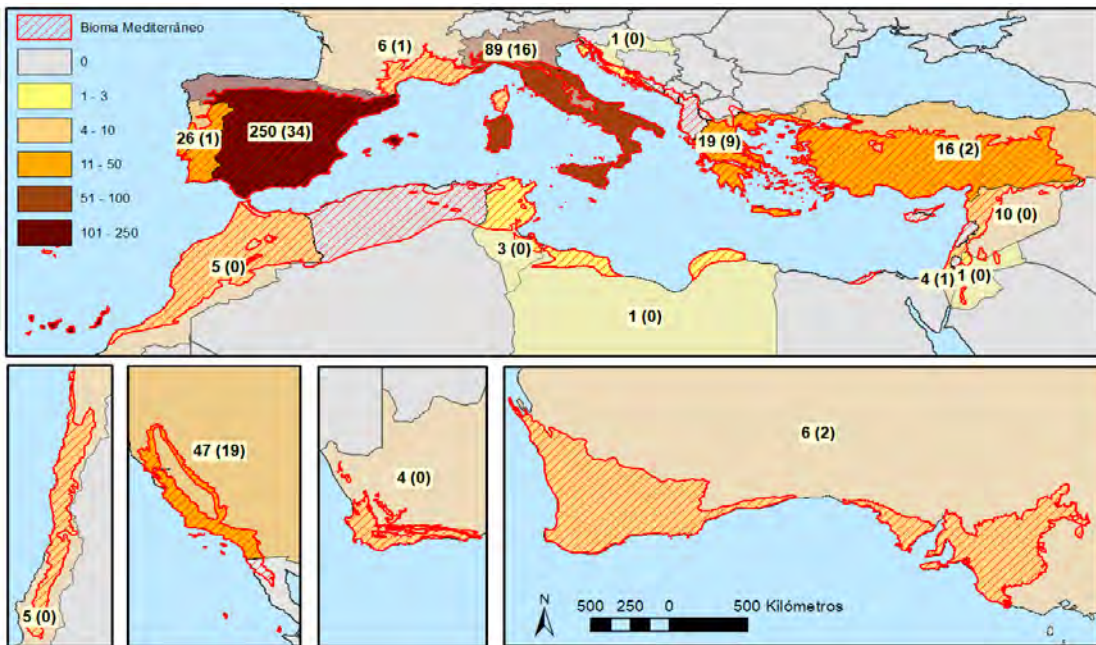 Bioma Mediterráneo
0
1 - 3
4 - 10
11 - 50
51 - 100
101 - 250
6 (1)
89 (16)
1 (0)
26 (1)
250 (34)
19 (9)
16 (2)
10 (0)
5 (0)
3 (0)
4 (1)
1 (0)
1 (0)
5 (0)
47 (19)
4 (0)
6 (2)
N
500 250 0 500 Kilómetros